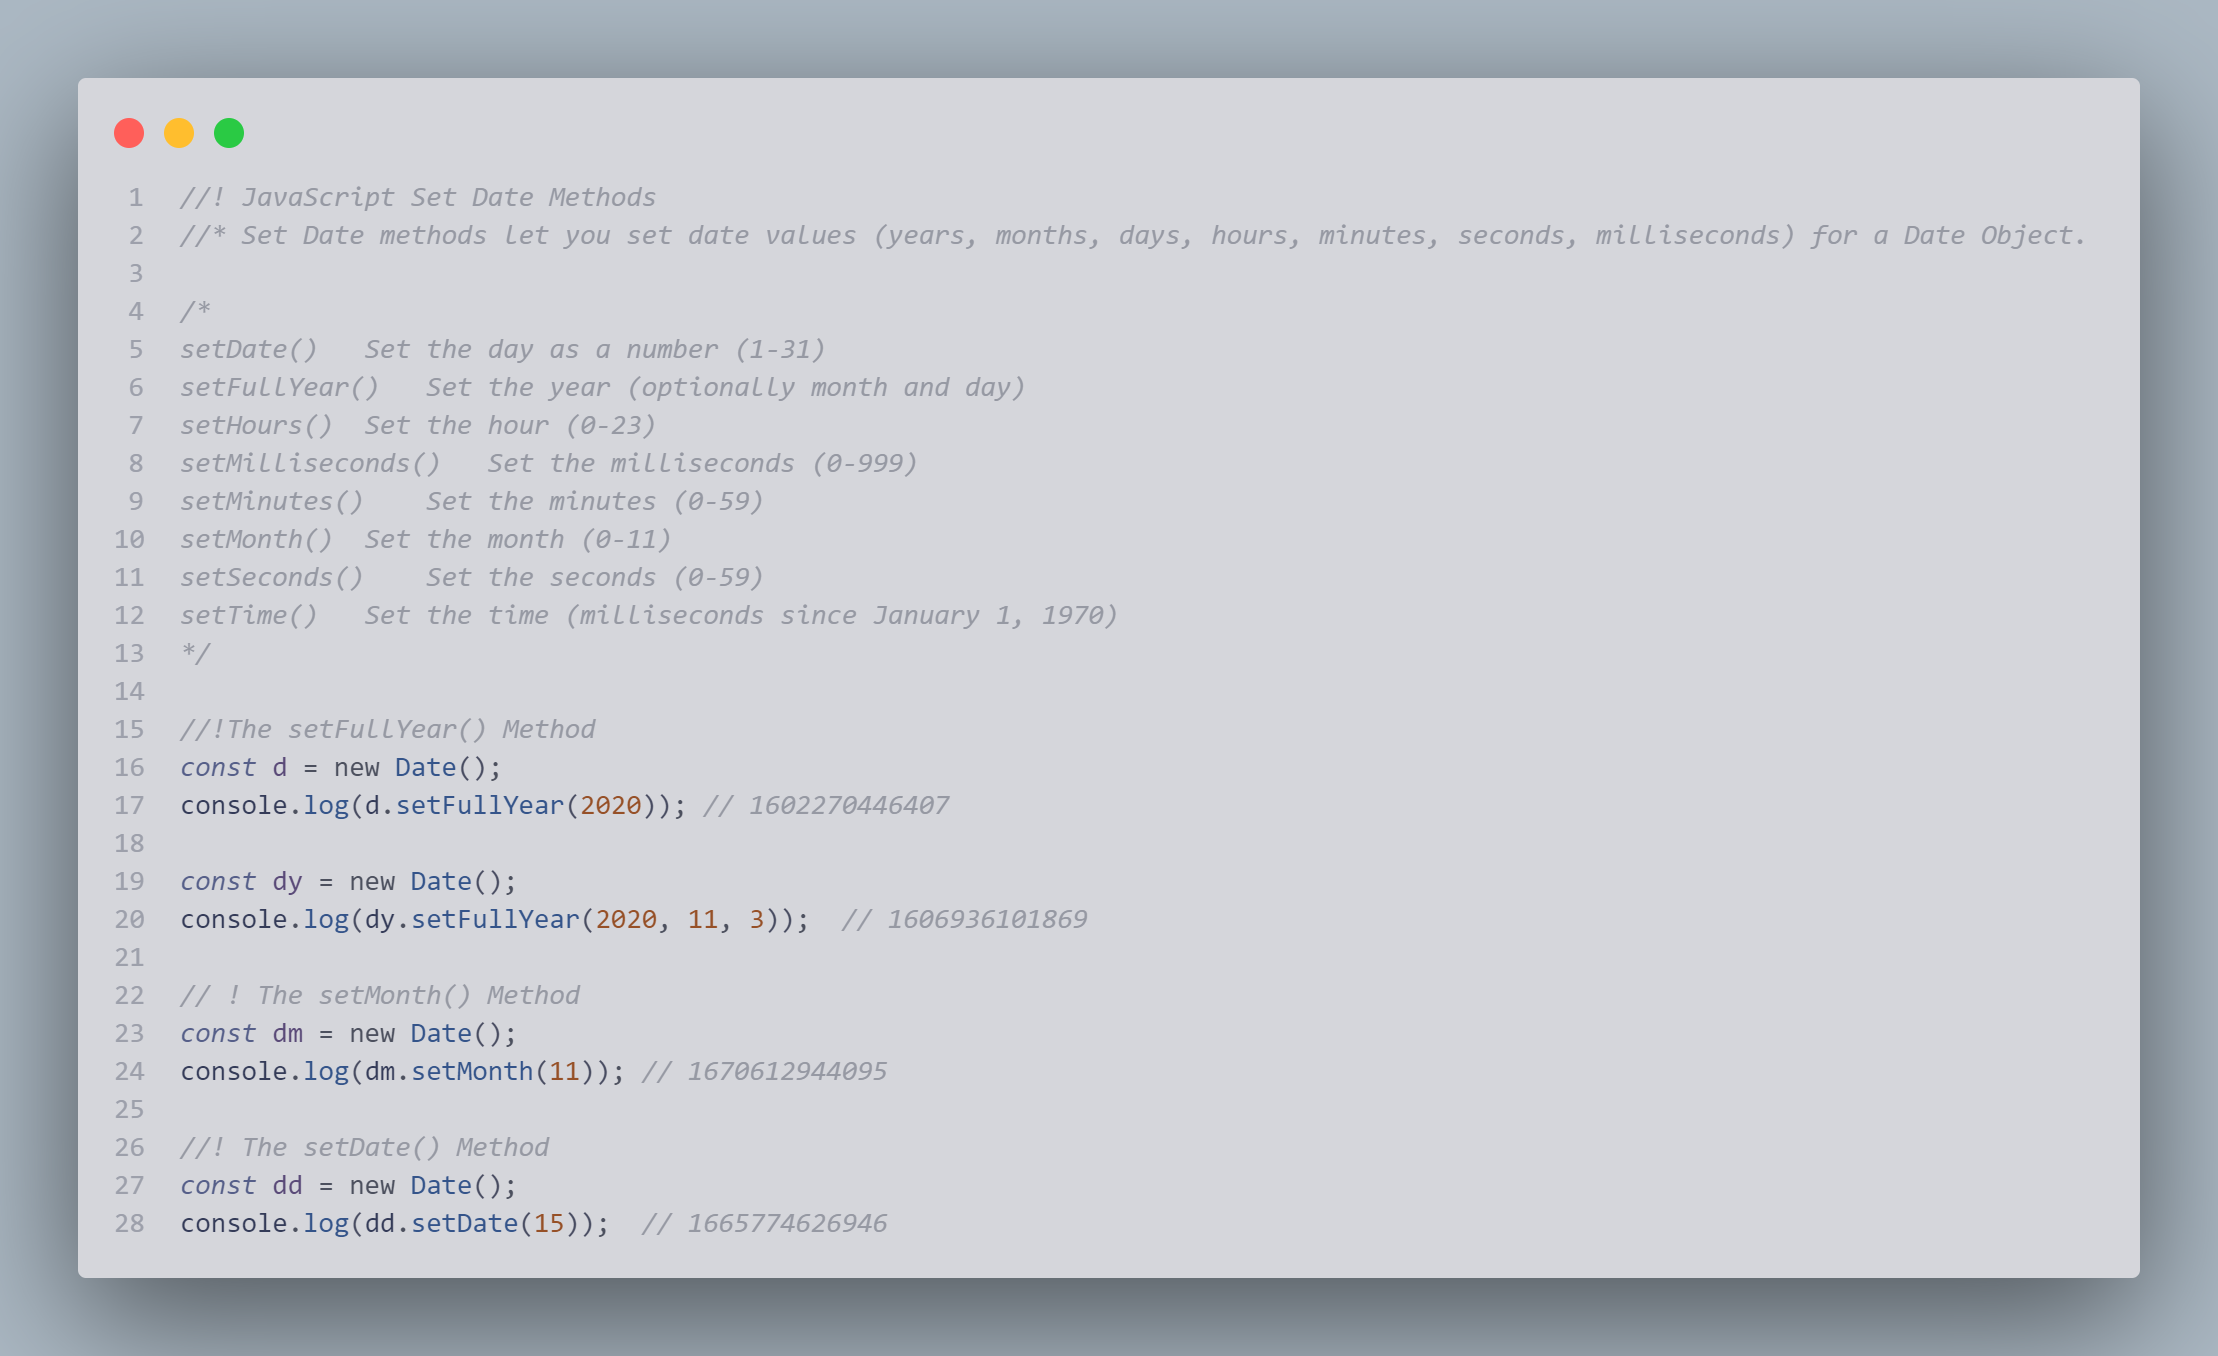 1 //! JavaScript Set Date Methods
2 //* Set Date methods let you set date values (years, months, days, hours, minutes, seconds, milliseconds) for a Date Object.
3
4 /*
5 setDate()   Set the day as a number (1-31)
6 setFullYear()   Set the year (optionally month and day)
7 setHours()  Set the hour (0-23)
8 setMilliseconds()   Set the milliseconds (0-999)
9 setMinutes()    Set the minutes (0-59)
10 setMonth()  Set the month (0-11)
11 setSeconds()    Set the seconds (0-59)
12 setTime()   Set the time (milliseconds since January 1, 1970)
13 */
14
15 //!The setFullYear() Method
16 const d = new Date();
17 console.log(d.setFullYear(2020)); // 1602270446407
18
19 const dy = new Date();
20 console.log(dy.setFullYear(2020, 11, 3));  // 1606936101869
21
22 // ! The setMonth() Method
23 const dm = new Date();
24 console.log(dm.setMonth(11)); // 1670612944095
25
26 //! The setDate() Method
27 const dd = new Date();
28 console.log(dd.setDate(15));  // 1665774626946